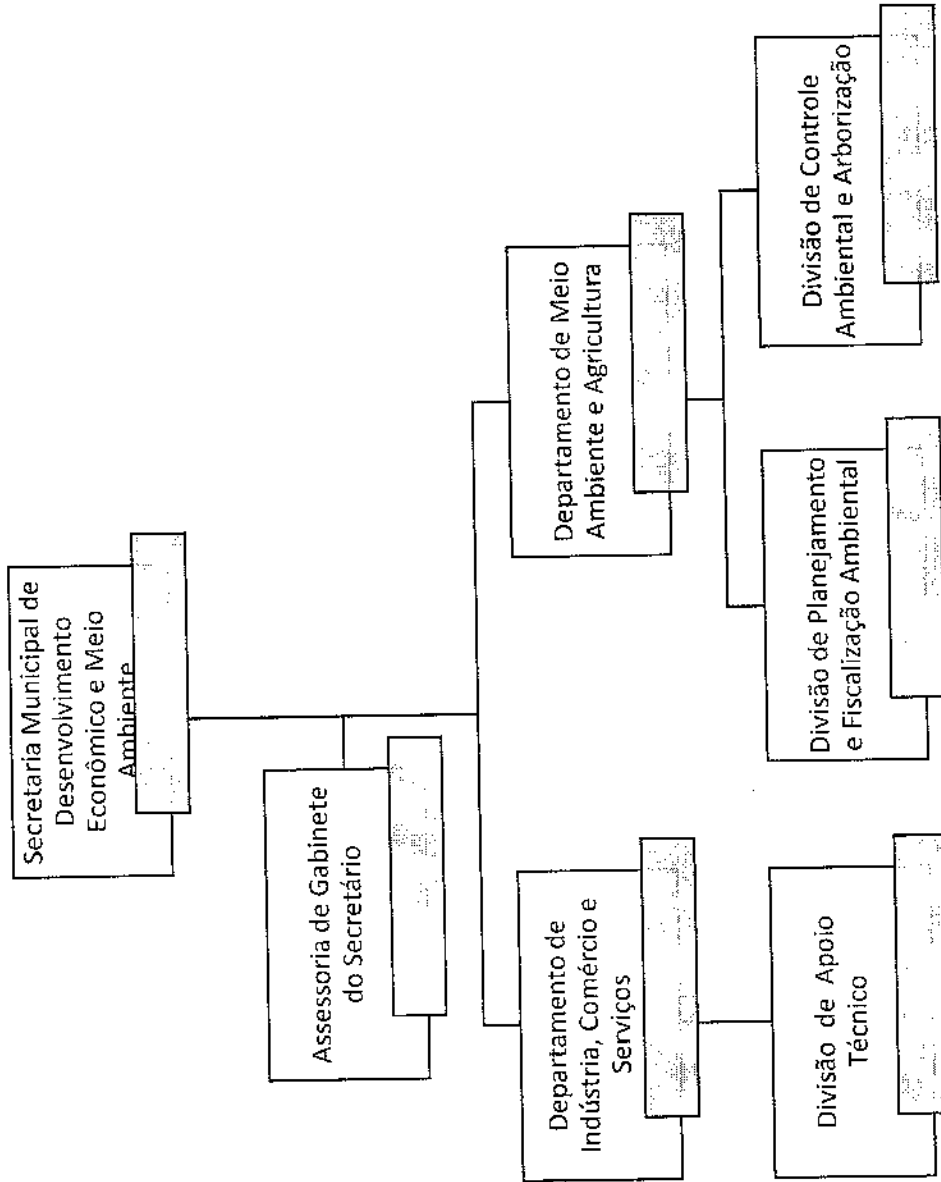 Secretaria Municipal de
Desenvolvimento
Econômico e Meio
Ambiente
Assessoria de Gabinete
do Secretário
Departamento de
Indústria, Comércio e
Serviços
Departamento de Meio
Ambiente e Agricultura
Divisão de Apoio
Técnico
Divisão de Planejamento
e Fiscalização Ambiental
Divisão de Controle
Ambiental e Arborização